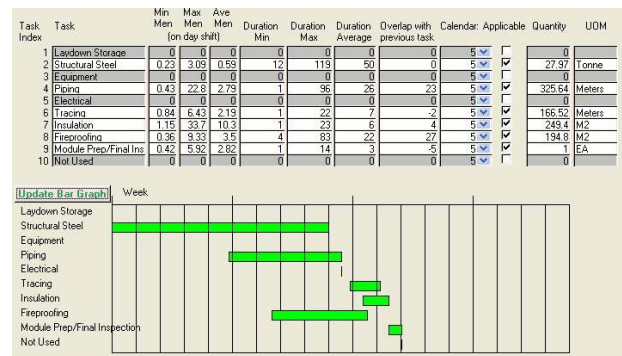 Task Index Task Min Men Max Men Ave Men (on day shift) Duration Min Duration Max Duration Average Overlap with previous task Calendar: Applicable Quantity UOM
1 Laydown Storage 0 0 0 0 0 0 0 5 0
2 Structural Steel 0.23 3.09 0.59 12 119 50 0 5 27.97 Tonne
3 Equipment 0 0 0 0 0 0 0 5 0
4 Piping 0.43 22.8 2.79 1 96 26 23 5 325.64 Meters
5 Electrical 0 0 0 0 0 0 0 5 0
6 Tracing 0.84 6.43 2.19 1 22 7 -2 5 166.52 Meters
7 Insulation 1.15 33.7 10.3 1 23 6 4 5 249.4 M2
8 Fireproofing 0.36 9.33 3.5 4 83 22 27 5 194.8 M2
9 Module Prep/Final Ins 0.42 5.92 2.82 1 14 3 -5 5 1 EA
10 Not Used 0 0 0 0 0 0 0 5 0
Update Bar Graph Week
Laydown Storage
Structural Steel
Equipment
Piping
Electrical
Tracing
Insulation
Fireproofing
Module Prep/Final Inspection
Not Used